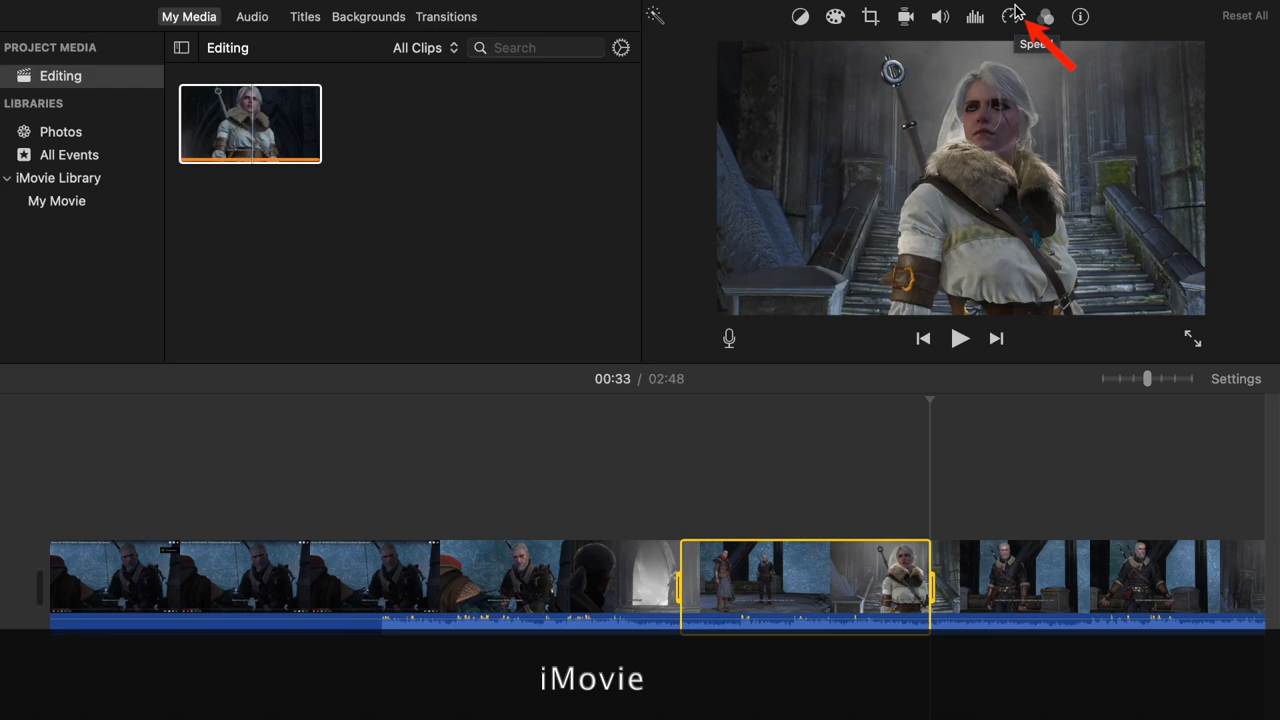 My Media Audio Titles Backgrounds Transitions
Reset All
PROJECT MEDIA
Editing
All Clips
Search
Editing
LIBRARIES
Photos
All Events
iMovie Library
My Movie
00:33 / 02:48
Settings
iMovie